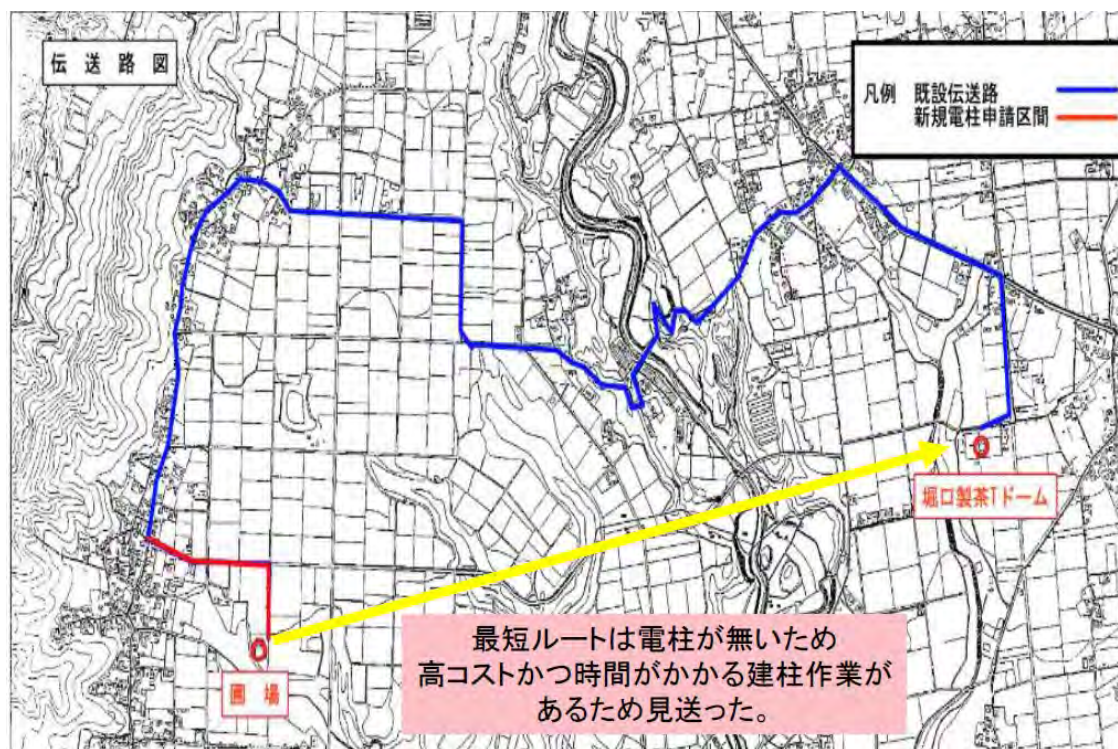 伝送路図
凡例 既設伝送路
新規電柱申請区間
堀口製茶Tドーム
最短ルートは電柱が無いため
高コストかつ時間がかかる建柱作業が
あるため見送った。
圃場